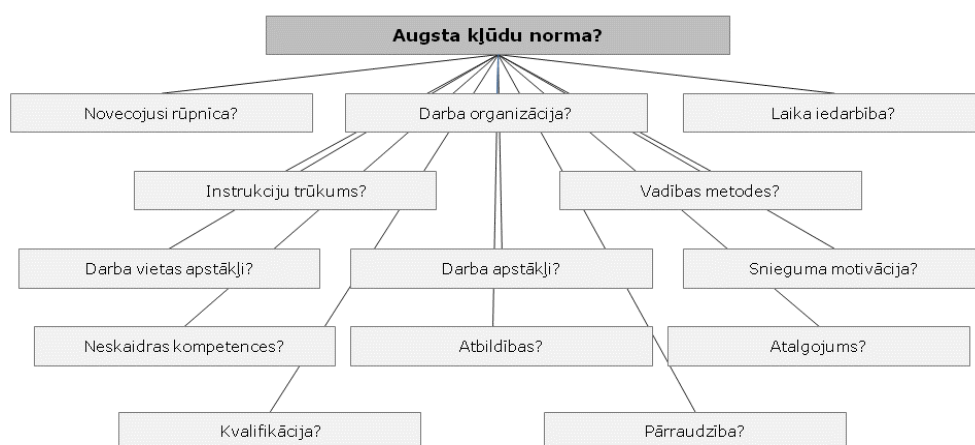 Augsta kļūdu norma?
Novecojusi rūpnīca?
Darba organizācija?
Laika iedarbība?
Instrukciju trūkums?
Vadības metodes?
Darba vietas apstākļi?
Darba apstākļi?
Snieguma motivācija?
Neskaidras kompetences?
Atbildības?
Atalgojums?
Kvalifikācija?
Pārraudzība?